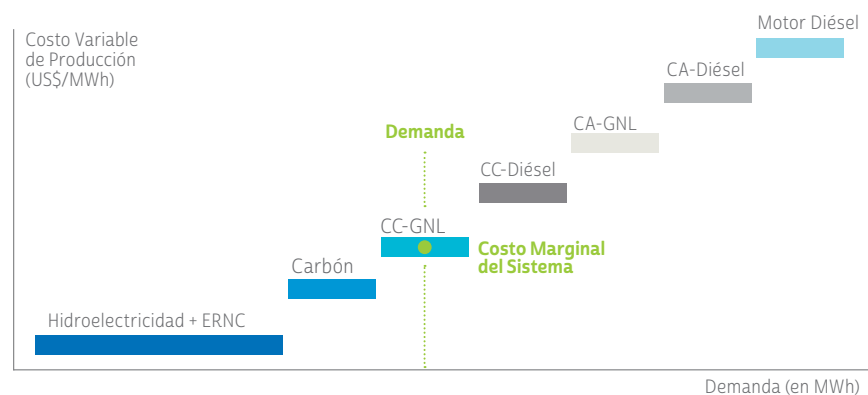 Costo Variable
de Producción
(US$/MWh)
Motor Diésel
CA-Diésel
CA-GNL
Demanda
CC-Diésel
CC-GNL
Costo Marginal
del Sistema
Carbón
Hidroelectricidad + ERNC
Demanda (en MWh)